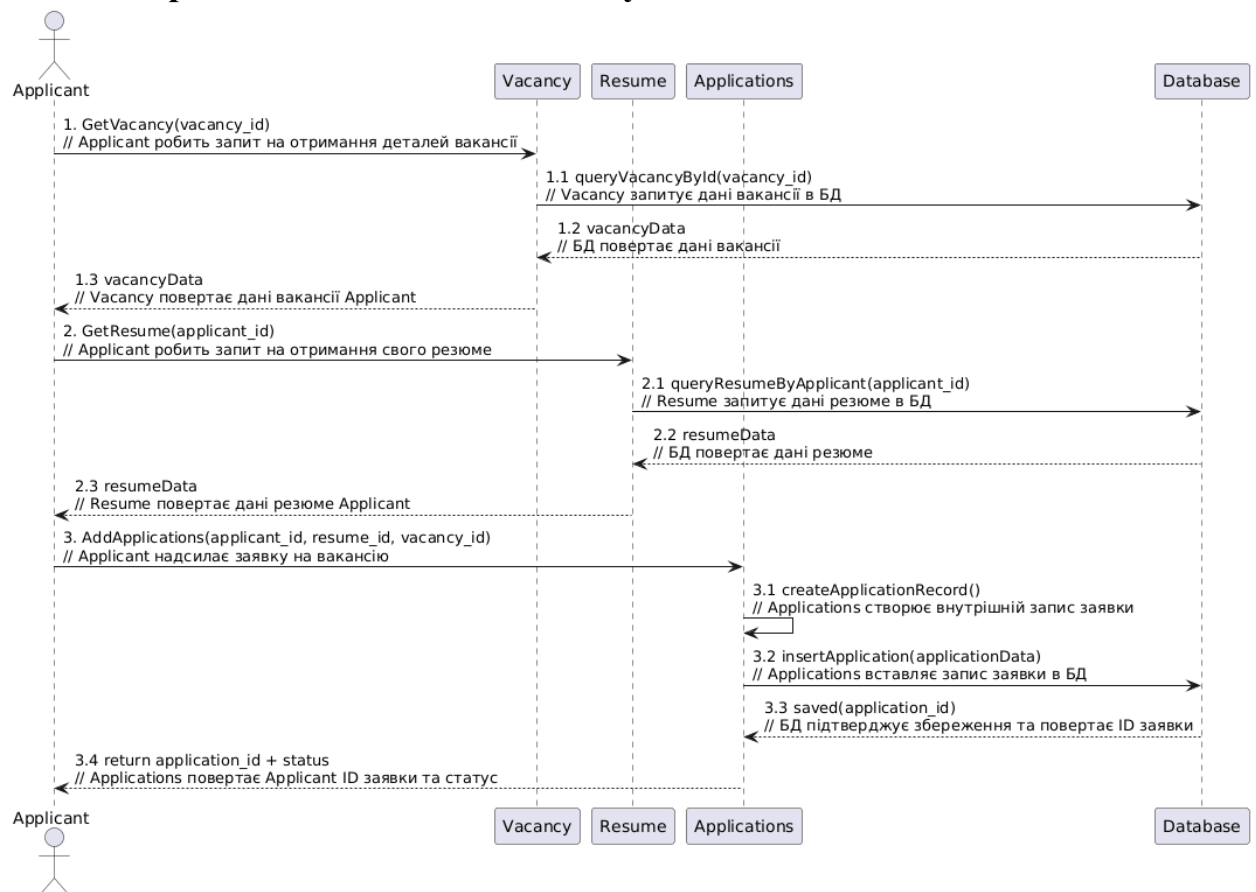 Applicant
Vacancy
Resume
Applications
Database
1. GetVacancy(vacancy_id)
// Applicant робить запит на отримання деталей вакансії
1.1 queryVacancyById(vacancy_id)
// Vacancy запитує дані вакансії в БД
1.2 vacancyData
// БД повертає дані вакансії
1.3 vacancyData
// Vacancy повертає дані вакансії Applicant
2. GetResume(applicant_id)
// Applicant робить запит на отримання свого резюме
2.1 queryResumeByApplicant(applicant_id)
// Resume запитує дані резюме в БД
2.2 resumeData
// БД повертає дані резюме
2.3 resumeData
// Resume повертає дані резюме Applicant
3. AddApplications(applicant_id, resume_id, vacancy_id)
// Applicant надсилає заявку на вакансію
3.1 createApplicationRecord()
// Applications створює внутрішній запис заявки
3.2 insertApplication(applicationData)
// Applications вставляє запис заявки в БД
3.3 saved(application_id)
// БД підтверджує збереження та повертає ID заявки
3.4 return application_id + status
// Applications повертає Applicant ID заявки та статус
Applicant
Vacancy
Resume
Applications
Database